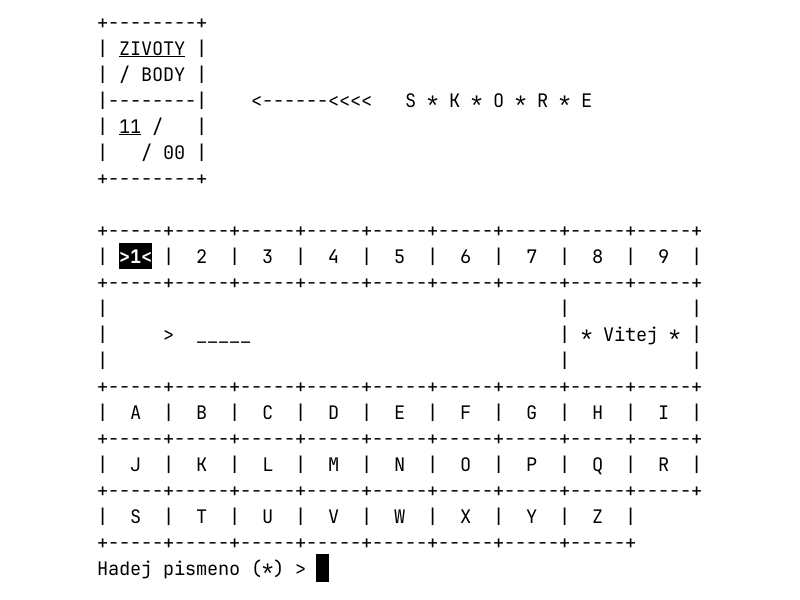 +--------+
| ZIVOTY |
| / BODY |
|--------|    <------<<<<   S * K * O * R * E
| 11 /   |
|   / 00 |
+--------+
+-----+-----+-----+-----+-----+-----+-----+-----+-----+
| >1< |  2  |  3  |  4  |  5  |  6  |  7  |  8  |  9  |
+-----+-----+-----+-----+-----+-----+-----+-----+-----+
|                                         |           |
|     >  _____                            | * Vitej * |
|                                         |           |
+-----+-----+-----+-----+-----+-----+-----+-----+-----+
|  A  |  B  |  C  |  D  |  E  |  F  |  G  |  H  |  I  |
+-----+-----+-----+-----+-----+-----+-----+-----+-----+
|  J  |  K  |  L  |  M  |  N  |  O  |  P  |  Q  |  R  |
+-----+-----+-----+-----+-----+-----+-----+-----+-----+
|  S  |  T  |  U  |  V  |  W  |  X  |  Y  |  Z  |
+-----+-----+-----+-----+-----+-----+-----+-----+
Hadej pismeno (*) >